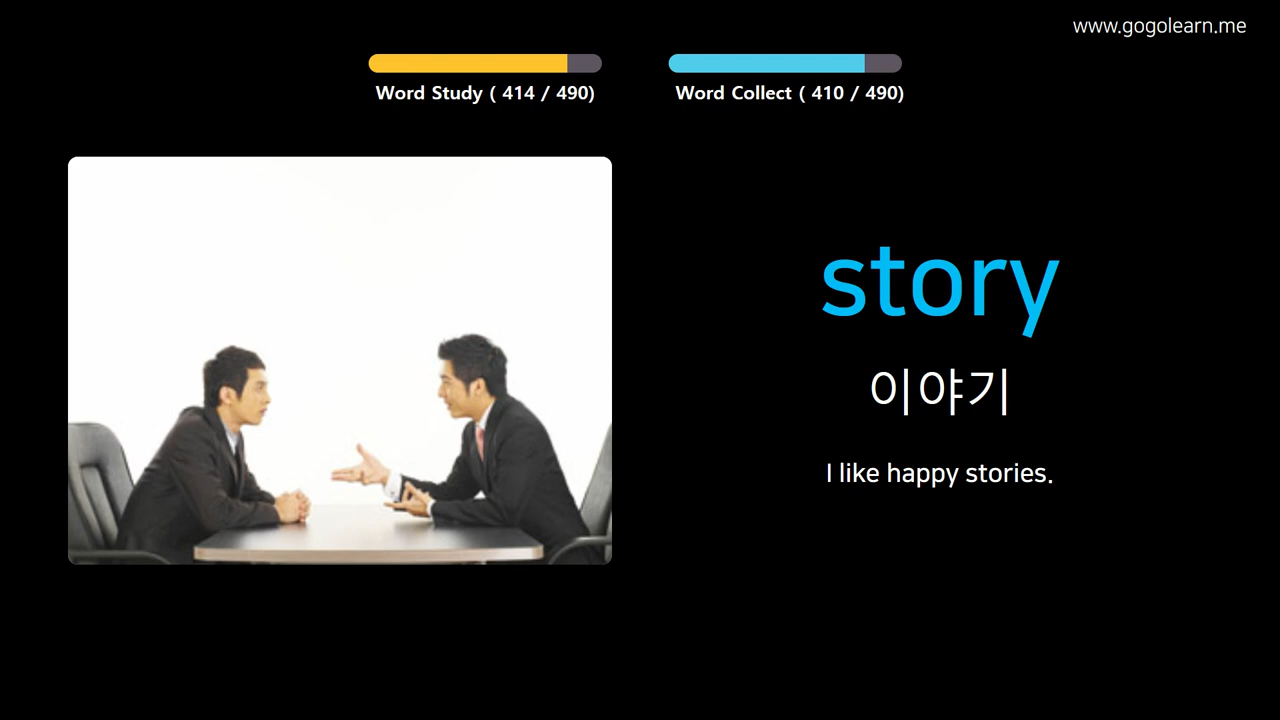 www.gogolearn.me
Word Study ( 414 / 490)
Word Collect ( 410 / 490)
story
이야기
I like happy stories.